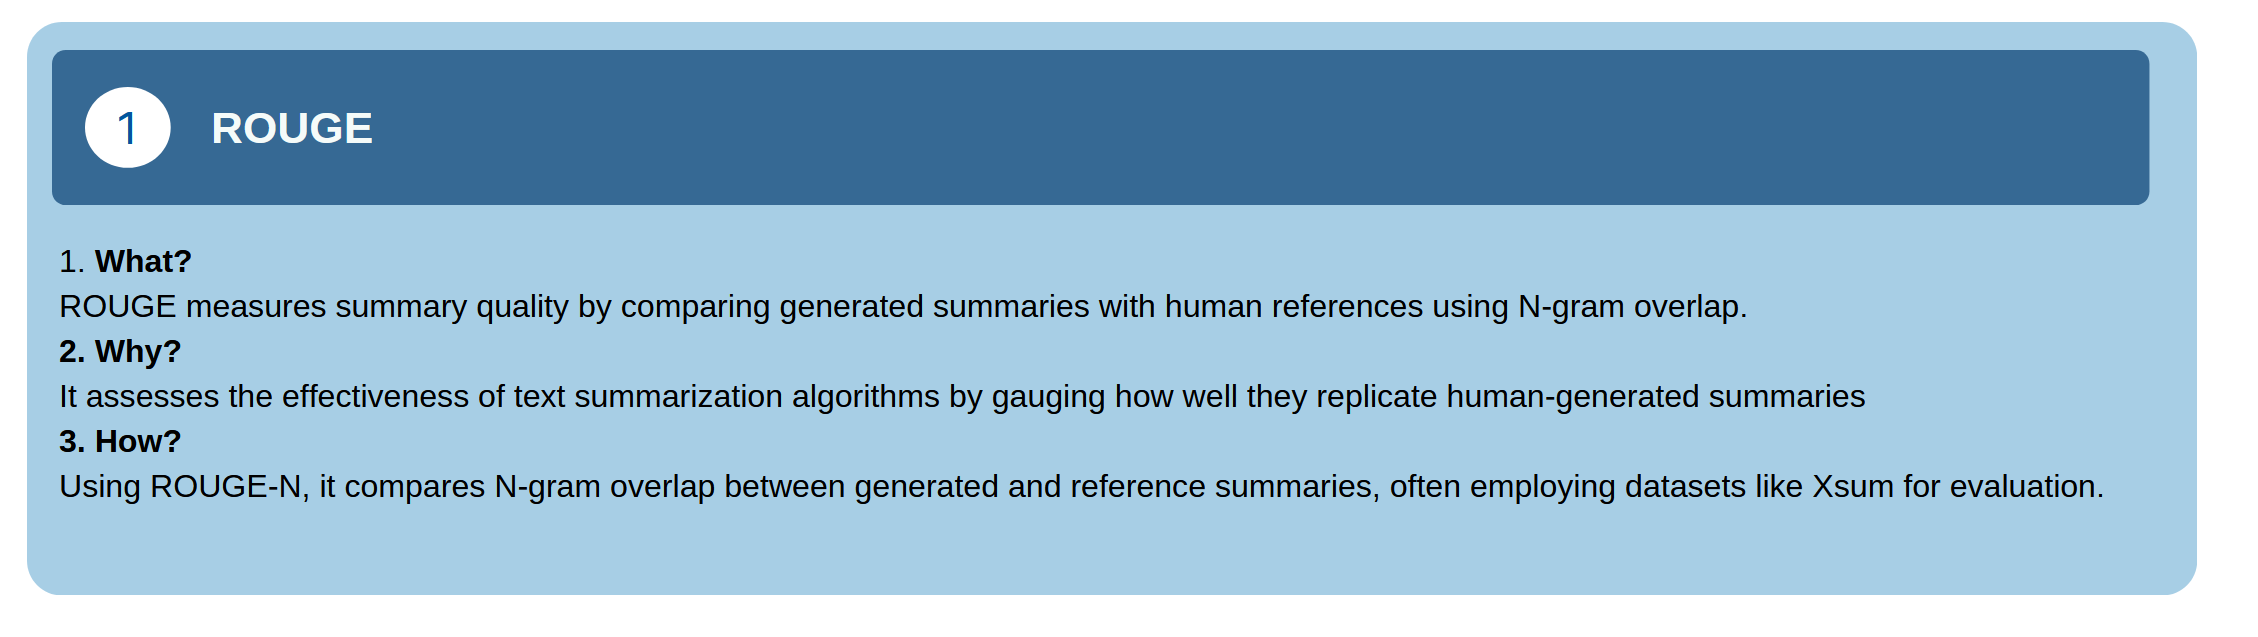 1 ROUGE
1. What?
ROUGE measures summary quality by comparing generated summaries with human references using N-gram overlap.
2. Why?
It assesses the effectiveness of text summarization algorithms by gauging how well they replicate human-generated summaries
3. How?
Using ROUGE-N, it compares N-gram overlap between generated and reference summaries, often employing datasets like Xsum for evaluation.